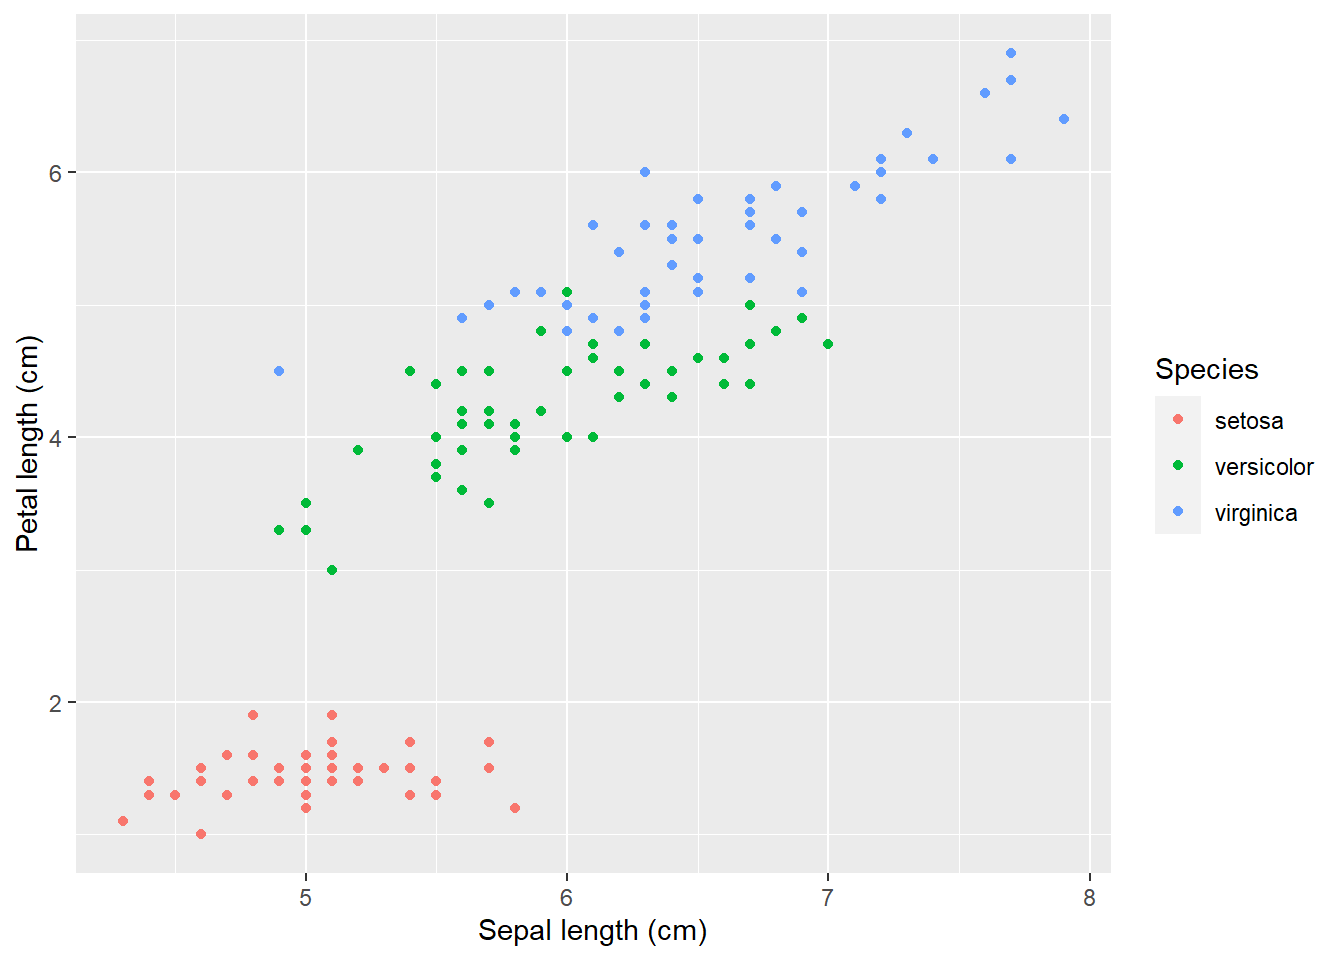 6
4
2
5 6 7 8
Sepal length (cm)
Petal length (cm)
Species
setosa
versicolor
virginica